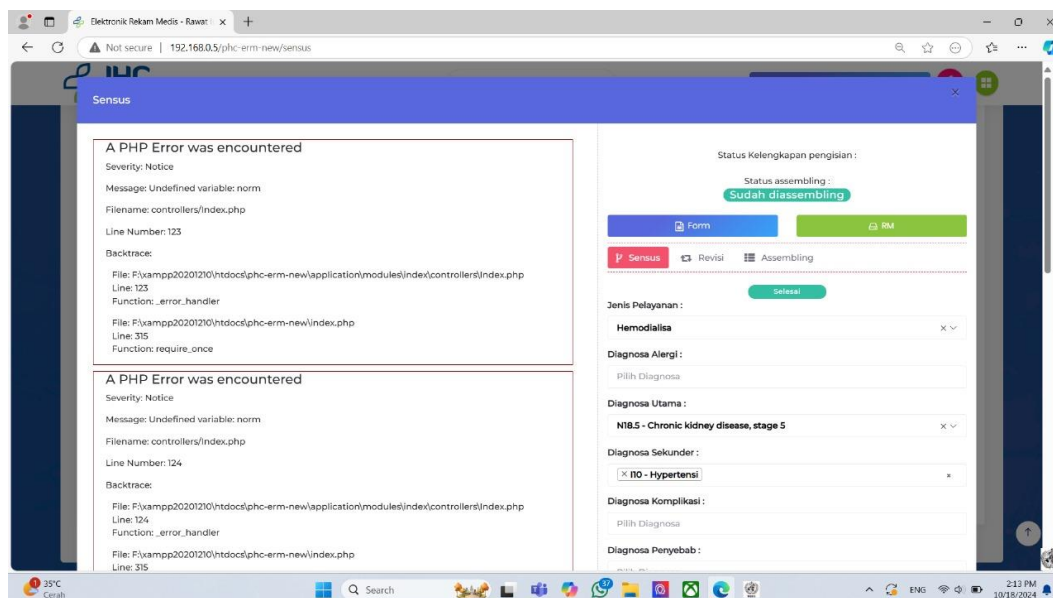 Elektronik Rekam Medis - Rawat I
Not secure | 192.168.0.5/phc-erm-new/sensus
IHC
Sensus
A PHP Error was encountered
Severity: Notice
Message: Undefined variable: norm
Filename: controllers/Index.php
Line Number: 123
Backtrace:
File: F:\xampp20201210\htdocs\phc-erm-new\application\modules\index\controllers\Index.php
Line: 123
Function: _error_handler
File: F:\xampp20201210\htdocs\phc-erm-new\index.php
Line: 315
Function: require_once
A PHP Error was encountered
Severity: Notice
Message: Undefined variable: norm
Filename: controllers/Index.php
Line Number: 124
Backtrace:
File: F:\xampp20201210\htdocs\phc-erm-new\application\modules\index\controllers\Index.php
Line: 124
Function: _error_handler
File: F:\xampp20201210\htdocs\phc-erm-new\index.php
Line: 315
Status Kelengkapan pengisian :
Status assembling :
Sudah diassembling
Form
RM
Sensus Revisi Assembling
Selesai
Jenis Pelayanan :
Hemodialisa
Diagnosa Alergi :
Pilih Diagnosa
Diagnosa Utama :
N18.5 - Chronic kidney disease, stage 5
Diagnosa Sekunder :
× I10 - Hypertensi
Diagnosa Komplikasi :
Pilih Diagnosa
Diagnosa Penyebab :
35°C
Cerah
Search
37
ENG
2:13 PM
10/18/2024